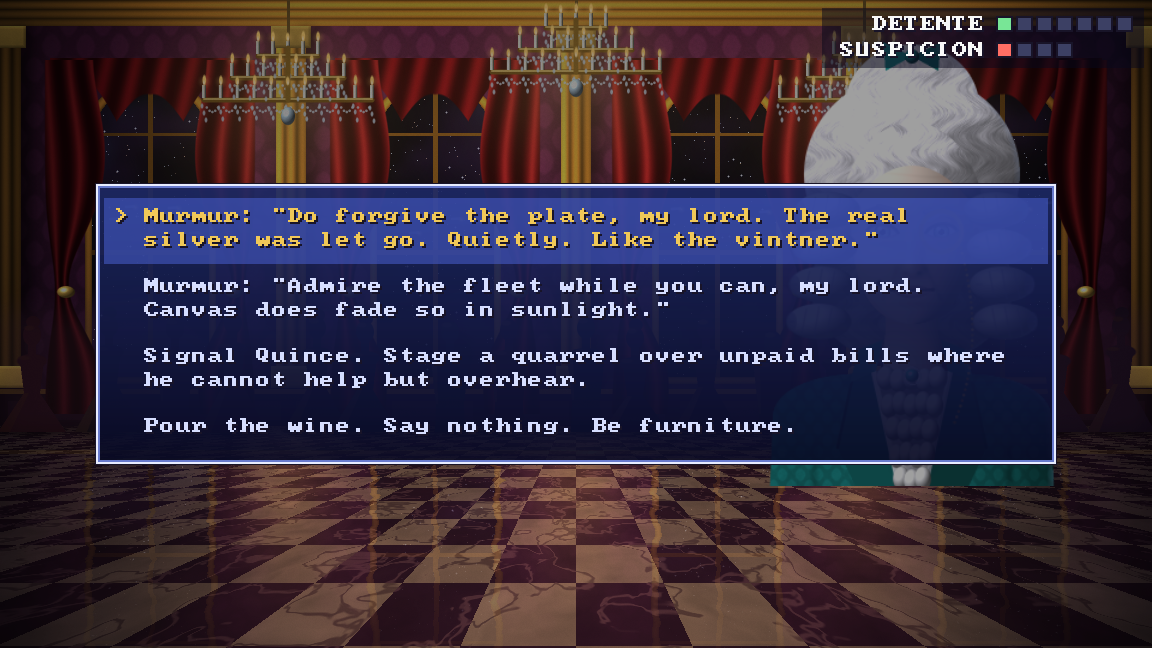 DETENTE
SUSPICION
> Murmur: "Do forgive the plate, my lord. The real
silver was let go. Quietly. Like the vintner."
Murmur: "Admire the fleet while you can, my lord.
Canvas does fade so in sunlight."
Signal Quince. Stage a quarrel over unpaid bills where
he cannot help but overhear.
Pour the wine. Say nothing. Be furniture.